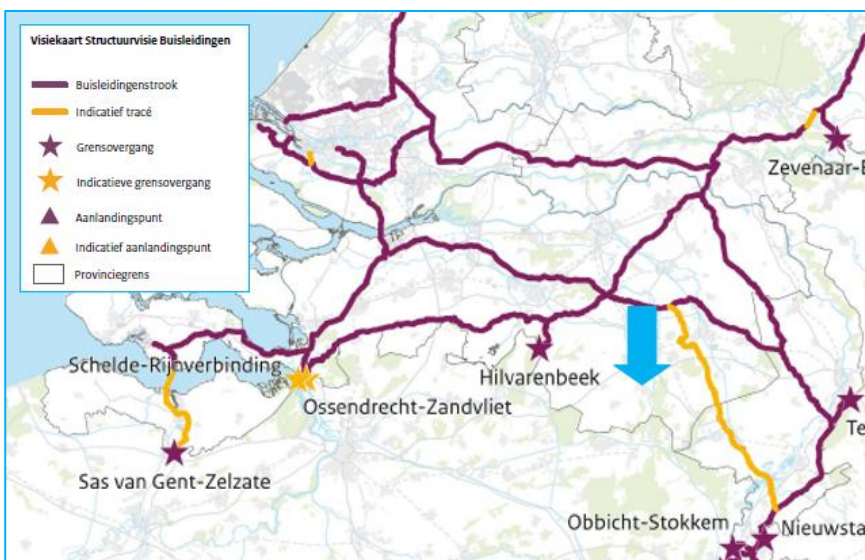 Visiekaart Structuurvisie Buisleidingen
Buisleidingenstrook
Indicatief tracé
Grensovergang
Indicatieve grensovergang
Aanlandingspunt
Indicatief aanlandingspunt
Provinciegrens
Zevenaar-E
Schelde-Rijnverbinding
Hilvarenbeek
Ossendrecht-Zandvliet
Te
Sas van Gent-Zelzate
Obbicht-Stokkem
Nieuwsta